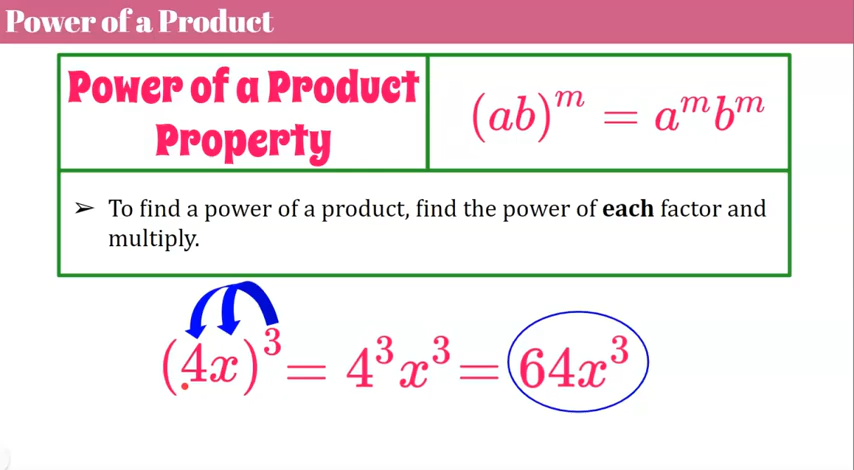 Power of a Product
Power of a Product
Property
(ab)^m = a^m b^m
➢ To find a power of a product, find the power of each factor and
multiply.
(4x)^3 = 4^3 x^3 = 64x^3